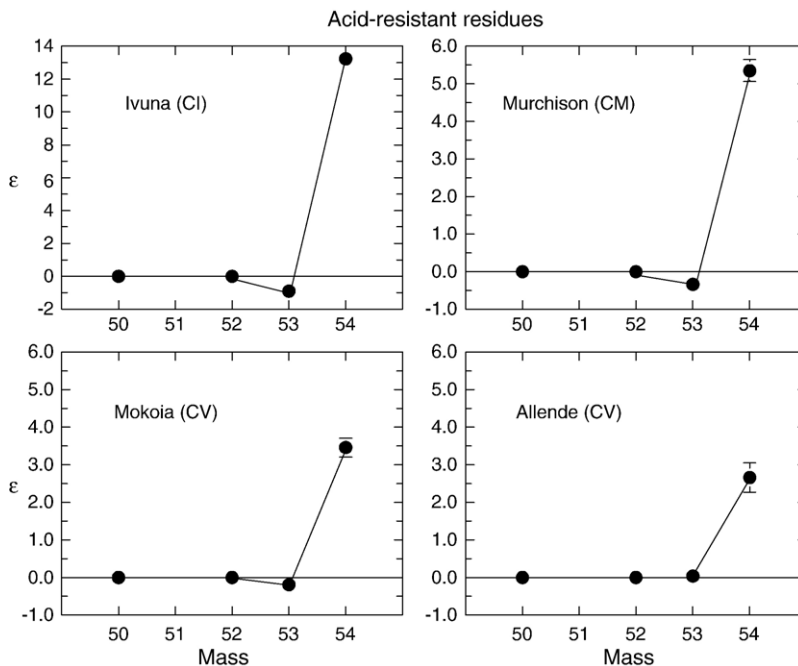 Acid-resistant residues
14
12
10
8
6
4
2
0
-2
ε
Ivuna (CI)
50 51 52 53 54
6.0
5.0
4.0
3.0
2.0
1.0
0.0
-1.0
Murchison (CM)
50 51 52 53 54
6.0
5.0
4.0
3.0
2.0
1.0
0.0
-1.0
ε
Mokoia (CV)
50 51 52 53 54
Mass
6.0
5.0
4.0
3.0
2.0
1.0
0.0
-1.0
Allende (CV)
50 51 52 53 54
Mass